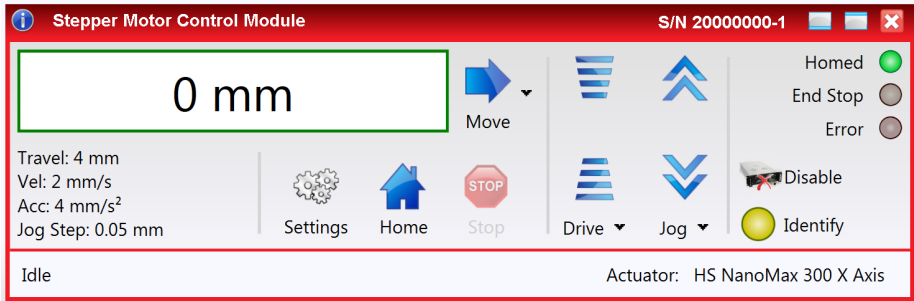 Stepper Motor Control Module
S/N 20000000-1
0 mm
Move
Homed
End Stop
Error
Travel: 4 mm
Vel: 2 mm/s
Acc: 4 mm/s²
Jog Step: 0.05 mm
Settings
Home
STOP
Stop
Drive
Jog
Disable
Identify
Idle
Actuator: HS NanoMax 300 X Axis